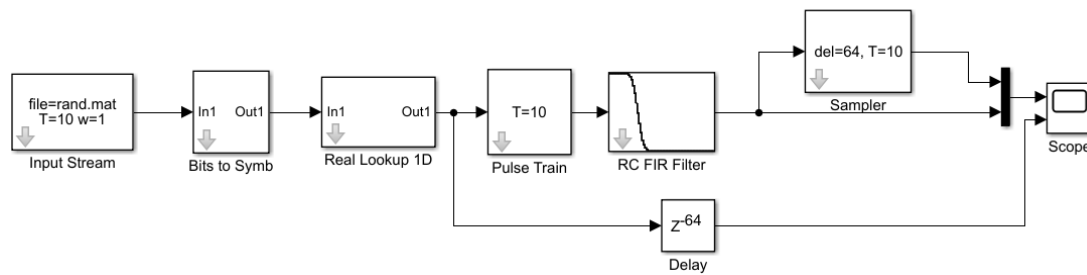 file=rand.mat
T=10 w=1
Input Stream
In1
Out1
Bits to Symb
In1
Out1
Real Lookup 1D
T=10
Pulse Train
RC FIR Filter
del=64, T=10
Sampler
Scope
Z-64
Delay